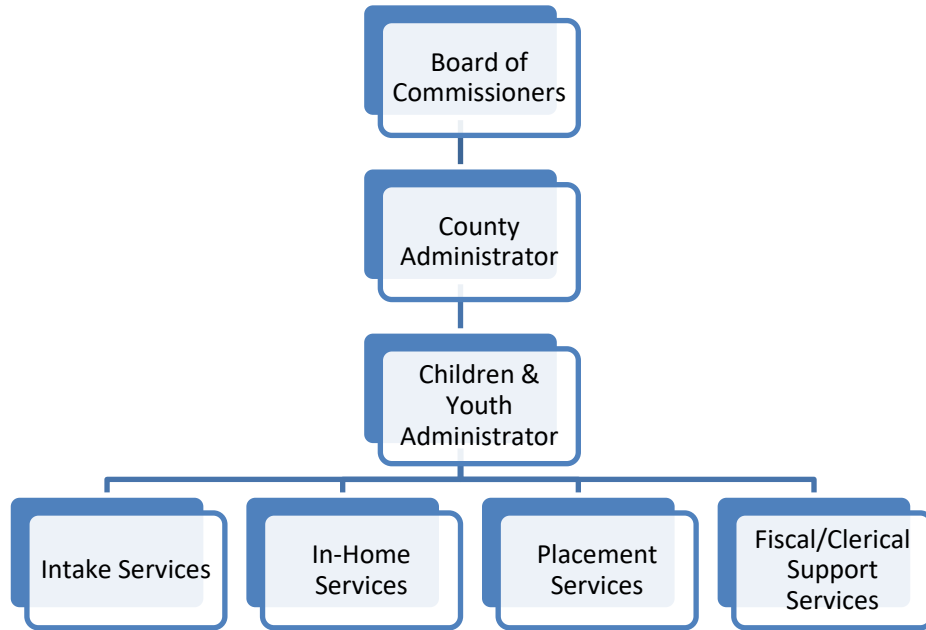 Board of
Commissioners
County
Administrator
Children &
Youth
Administrator
Intake Services
In-Home
Services
Placement
Services
Fiscal/Clerical
Support
Services